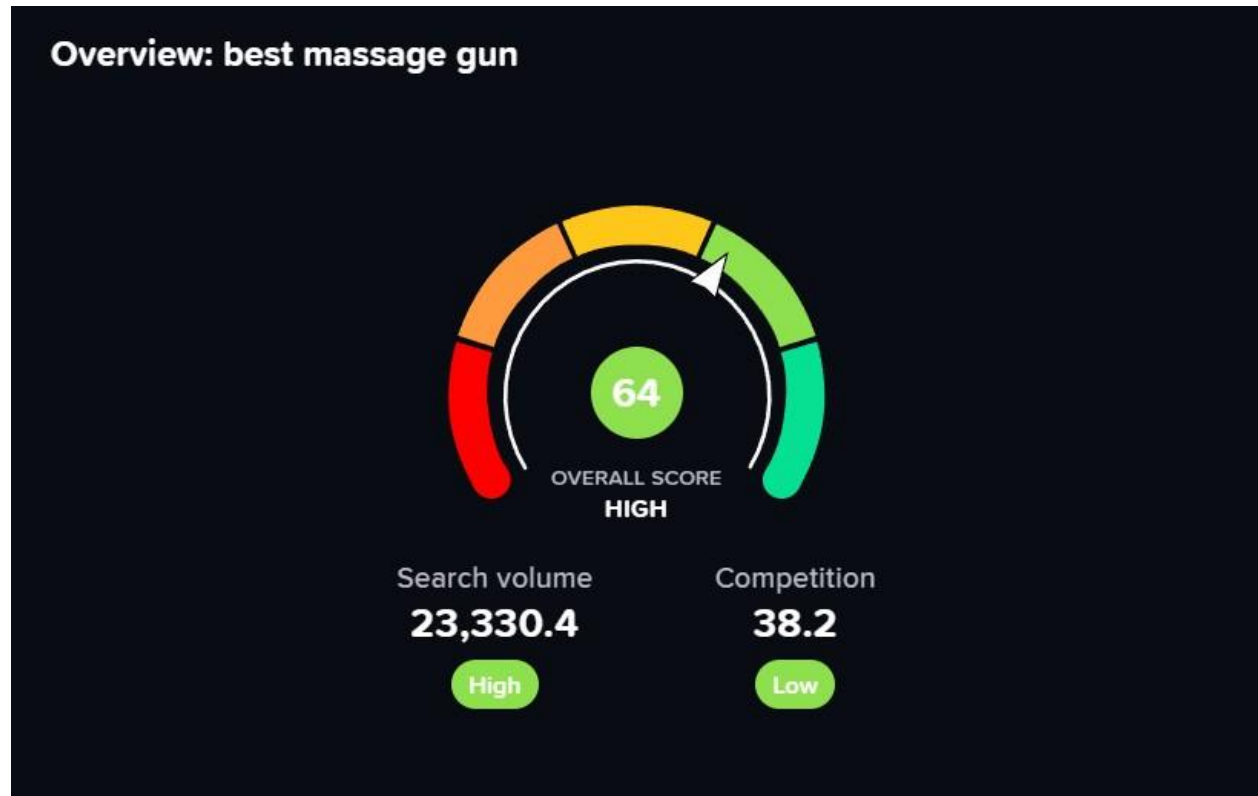 Overview: best massage gun
64
OVERALL SCORE
HIGH
Search volume
23,330.4
High
Competition
38.2
Low